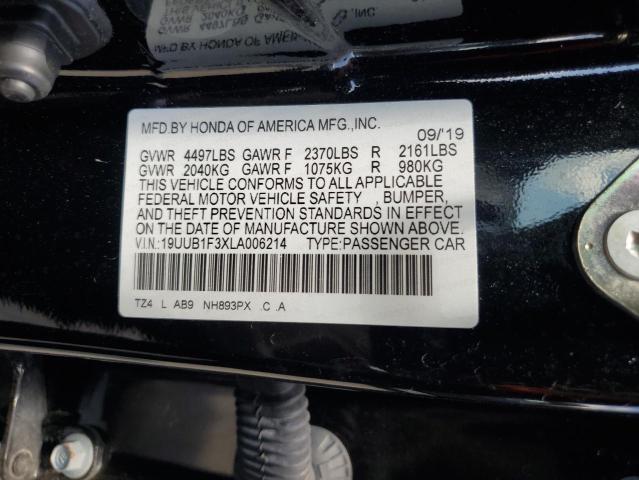 MFD.BY HONDA OF AMERICA MFG.,INC. 09/'19
GVWR 4497LBS GAWR F 2370LBS R 2161LBS
GVWR 2040KG GAWR F 1075KG R 980KG
THIS VEHICLE CONFORMS TO ALL APPLICABLE
FEDERAL MOTOR VEHICLE SAFETY , BUMPER,
AND THEFT PREVENTION STANDARDS IN EFFECT
ON THE DATE OF MANUFACTURE SHOWN ABOVE.
V.I.N.:19UUB1F3XLA006214 TYPE:PASSENGER CAR
TZ4 L AB9 NH893PX .C .A